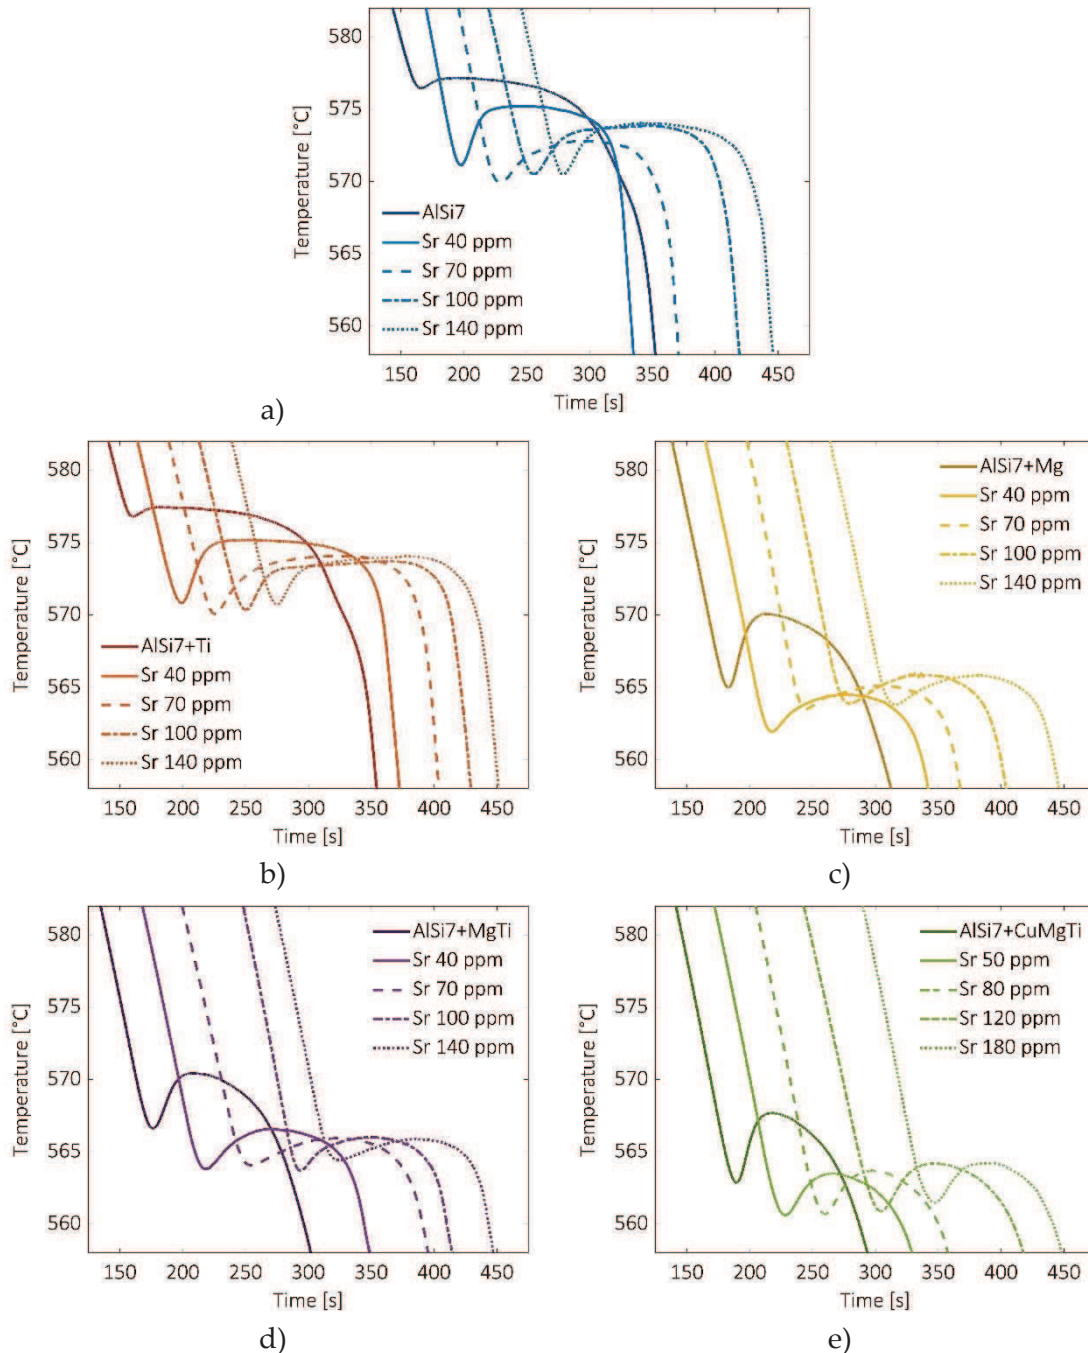 580
575
570
565
560
Temperature [°C]
AlSi7
Sr 40 ppm
Sr 70 ppm
Sr 100 ppm
Sr 140 ppm
150 200 250 300 350 400 450
Time [s]
a)
580
575
570
565
560
Temperature [°C]
AlSi7+Ti
Sr 40 ppm
Sr 70 ppm
Sr 100 ppm
Sr 140 ppm
150 200 250 300 350 400 450
Time [s]
b)
580
575
570
565
560
Temperature [°C]
AlSi7+Mg
Sr 40 ppm
Sr 70 ppm
Sr 100 ppm
Sr 140 ppm
150 200 250 300 350 400 450
Time [s]
c)
580
575
570
565
560
Temperature [°C]
AlSi7+MgTi
Sr 40 ppm
Sr 70 ppm
Sr 100 ppm
Sr 140 ppm
150 200 250 300 350 400 450
Time [s]
d)
580
575
570
565
560
Temperature [°C]
AlSi7+CuMgTi
Sr 50 ppm
Sr 80 ppm
Sr 120 ppm
Sr 180 ppm
150 200 250 300 350 400 450
Time [s]
e)